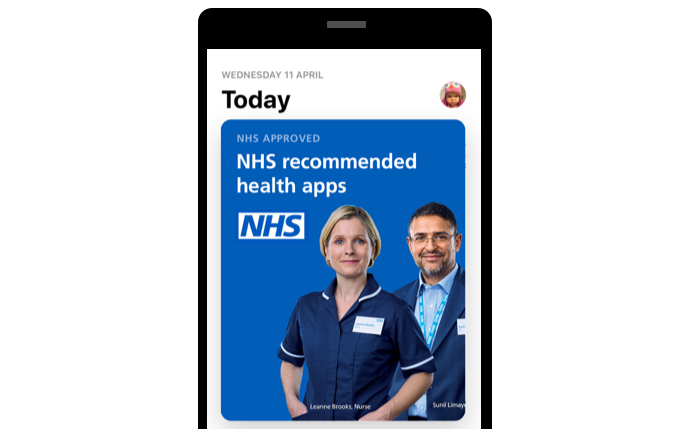 WEDNESDAY 11 APRIL
Today
NHS APPROVED
NHS recommended
health apps
NHS
Leanne Brooks, Nurse
Sunil Limaye